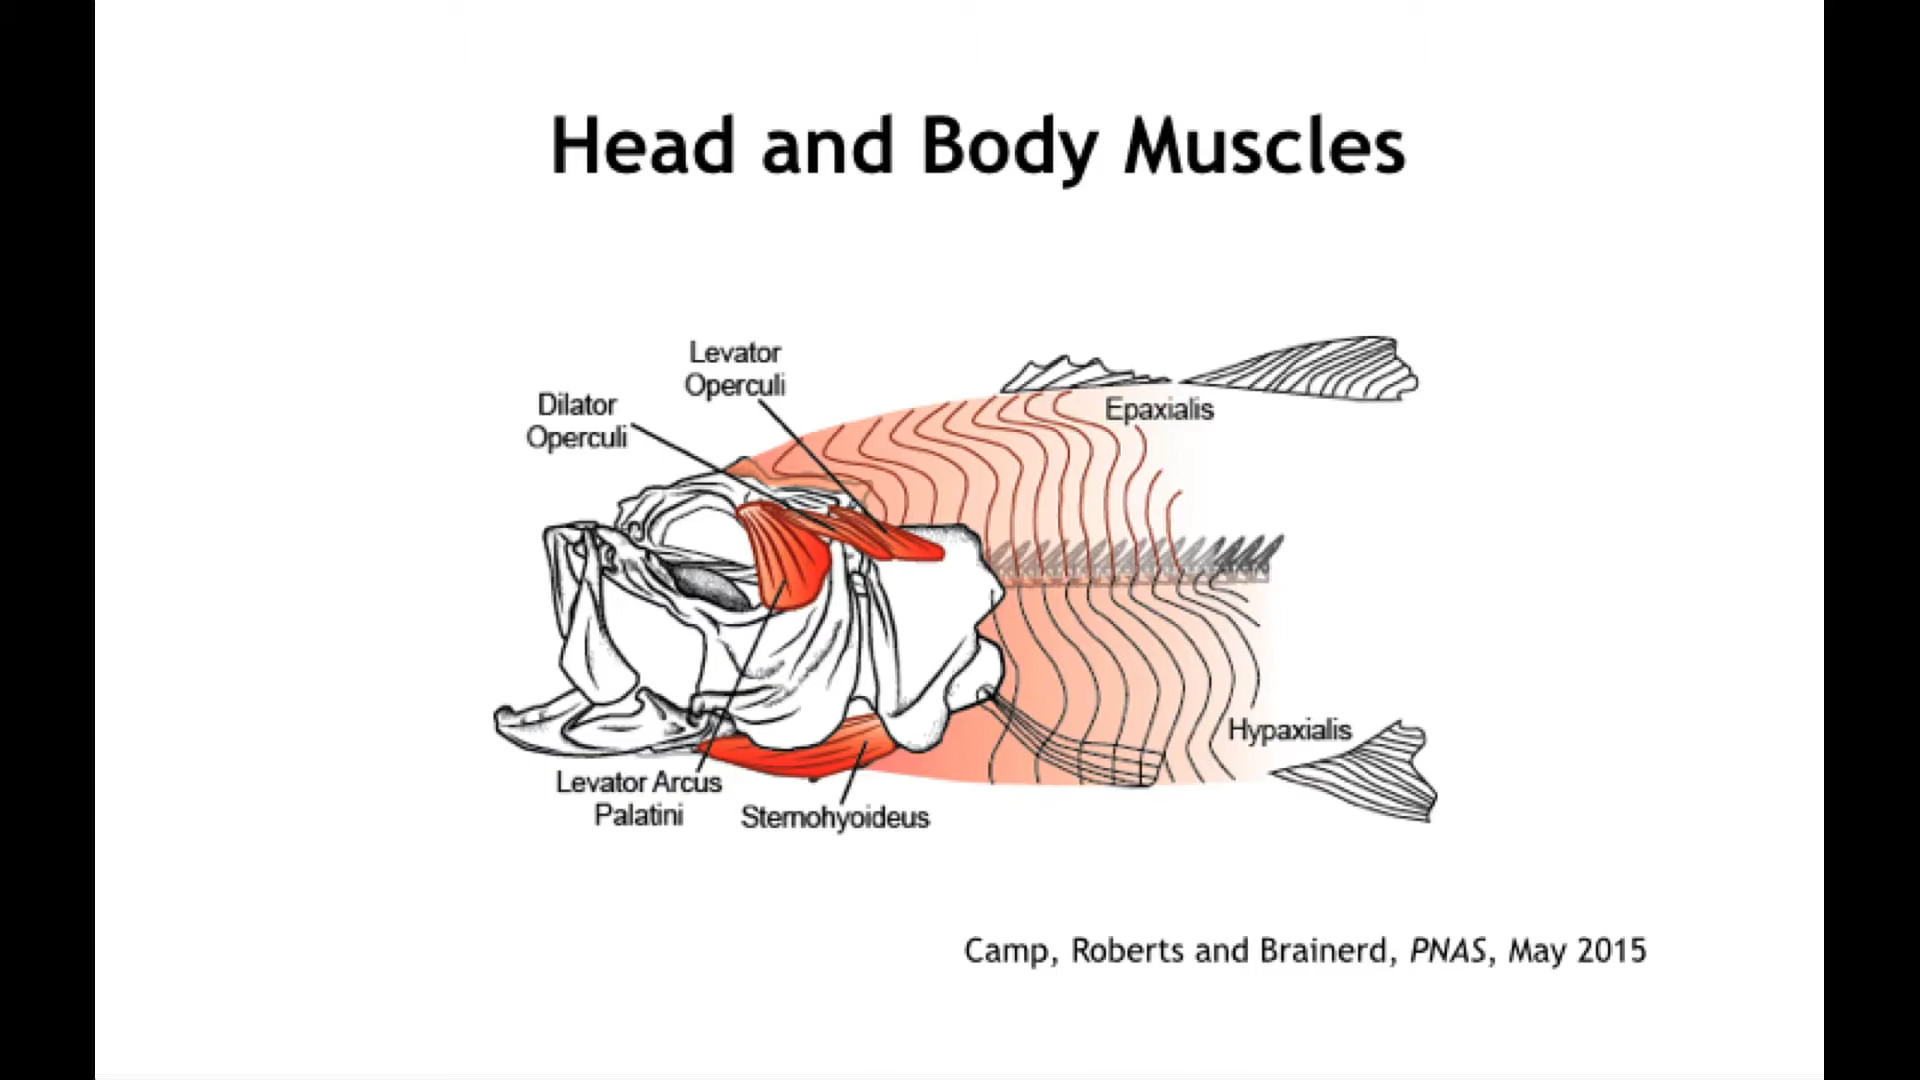 Head and Body Muscles
Levator
Operculi
Dilator
Operculi
Epaxialis
Hypaxialis
Levator Arcus
Palatini
Sternohyoideus
Camp, Roberts and Brainerd, PNAS, May 2015